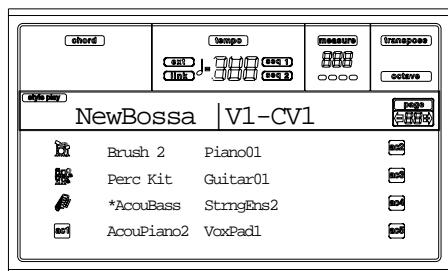 chord tempo measure transpose
ext seq 1
link seq 2
octave
style play
page
NewBossa |V1-CV1
Brush 2 Piano01 ac2
Perc Kit Guitar01 ac3
*AcouBass StrngEns2 ac4
ac1 AcouPiano2 VoxPad1 ac5